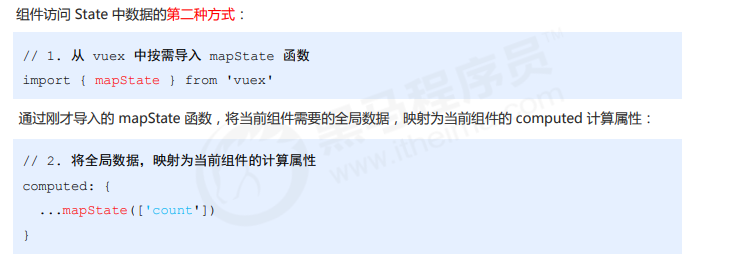 组件访问 State 中数据的第二种方式：
// 1. 从 vuex 中按需导入 mapState 函数
import { mapState } from 'vuex'
通过刚才导入的 mapState 函数，将当前组件需要的全局数据，映射为当前组件的 computed 计算属性：
// 2. 将全局数据，映射为当前组件的计算属性
computed: {
...mapState(['count'])
}
黑马程序员™
www.itheima.com